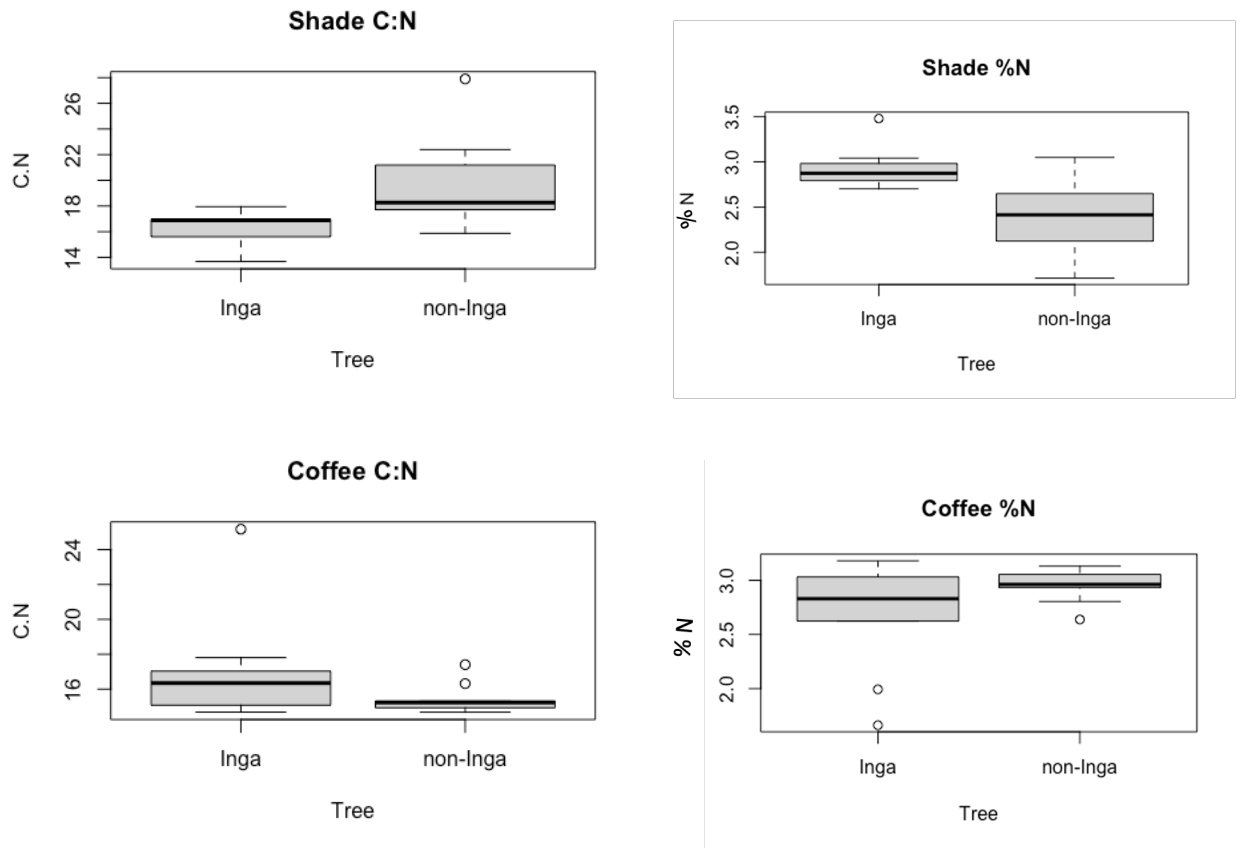 Shade C:N
C.N
26
22
18
14
Inga non-Inga
Tree
Shade %N
% N
3.5
3.0
2.5
2.0
Inga non-Inga
Tree
Coffee C:N
C.N
24
20
16
Inga non-Inga
Tree
Coffee %N
% N
3.0
2.5
2.0
Inga non-Inga
Tree